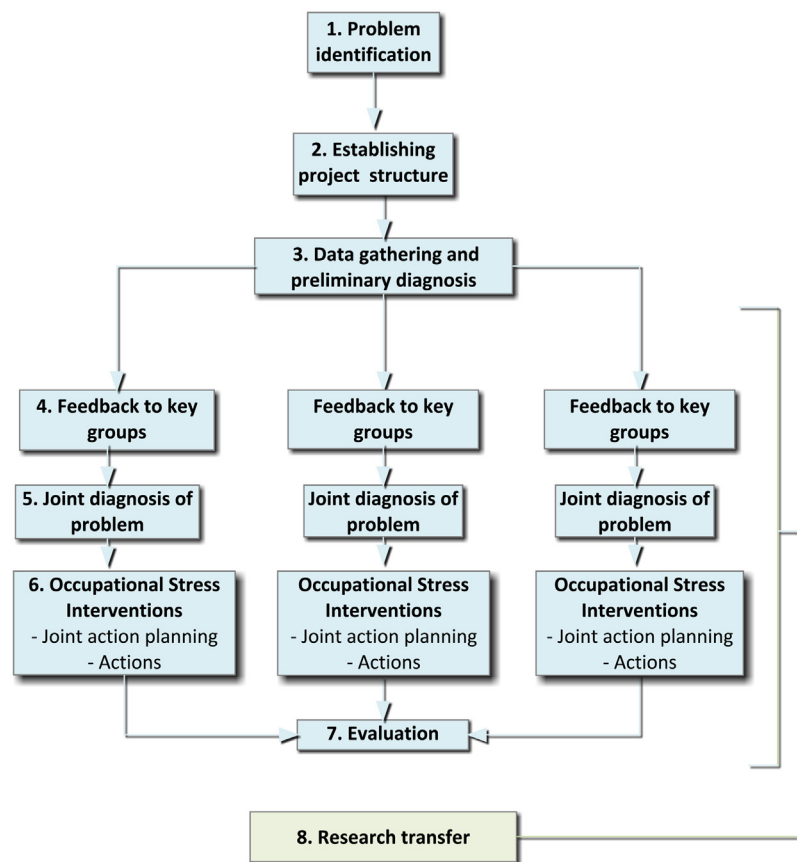 1. Problem
identification
2. Establishing
project structure
3. Data gathering and
preliminary diagnosis
4. Feedback to key
groups
Feedback to key
groups
Feedback to key
groups
5. Joint diagnosis of
problem
Joint diagnosis of
problem
Joint diagnosis of
problem
6. Occupational Stress
Interventions
- Joint action planning
- Actions
Occupational Stress
Interventions
- Joint action planning
- Actions
Occupational Stress
Interventions
- Joint action planning
- Actions
7. Evaluation
8. Research transfer